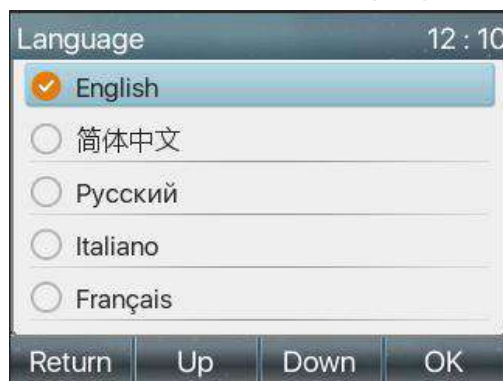 Language 12 : 10
English
简体中文
Русский
Italiano
Français
Return Up Down OK